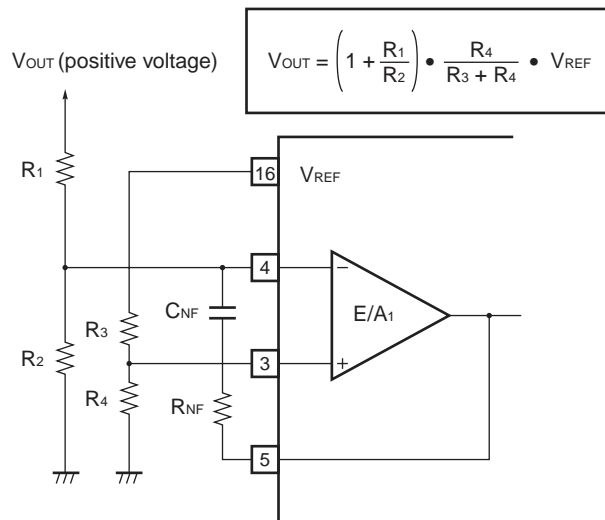 VOUT = (1 + R1/R2) • R4/(R3 + R4) • VREF
VOUT (positive voltage)
R1
16
VREF
4
−
CNF
E/A1
R3
R2
3
+
R4
RNF
5